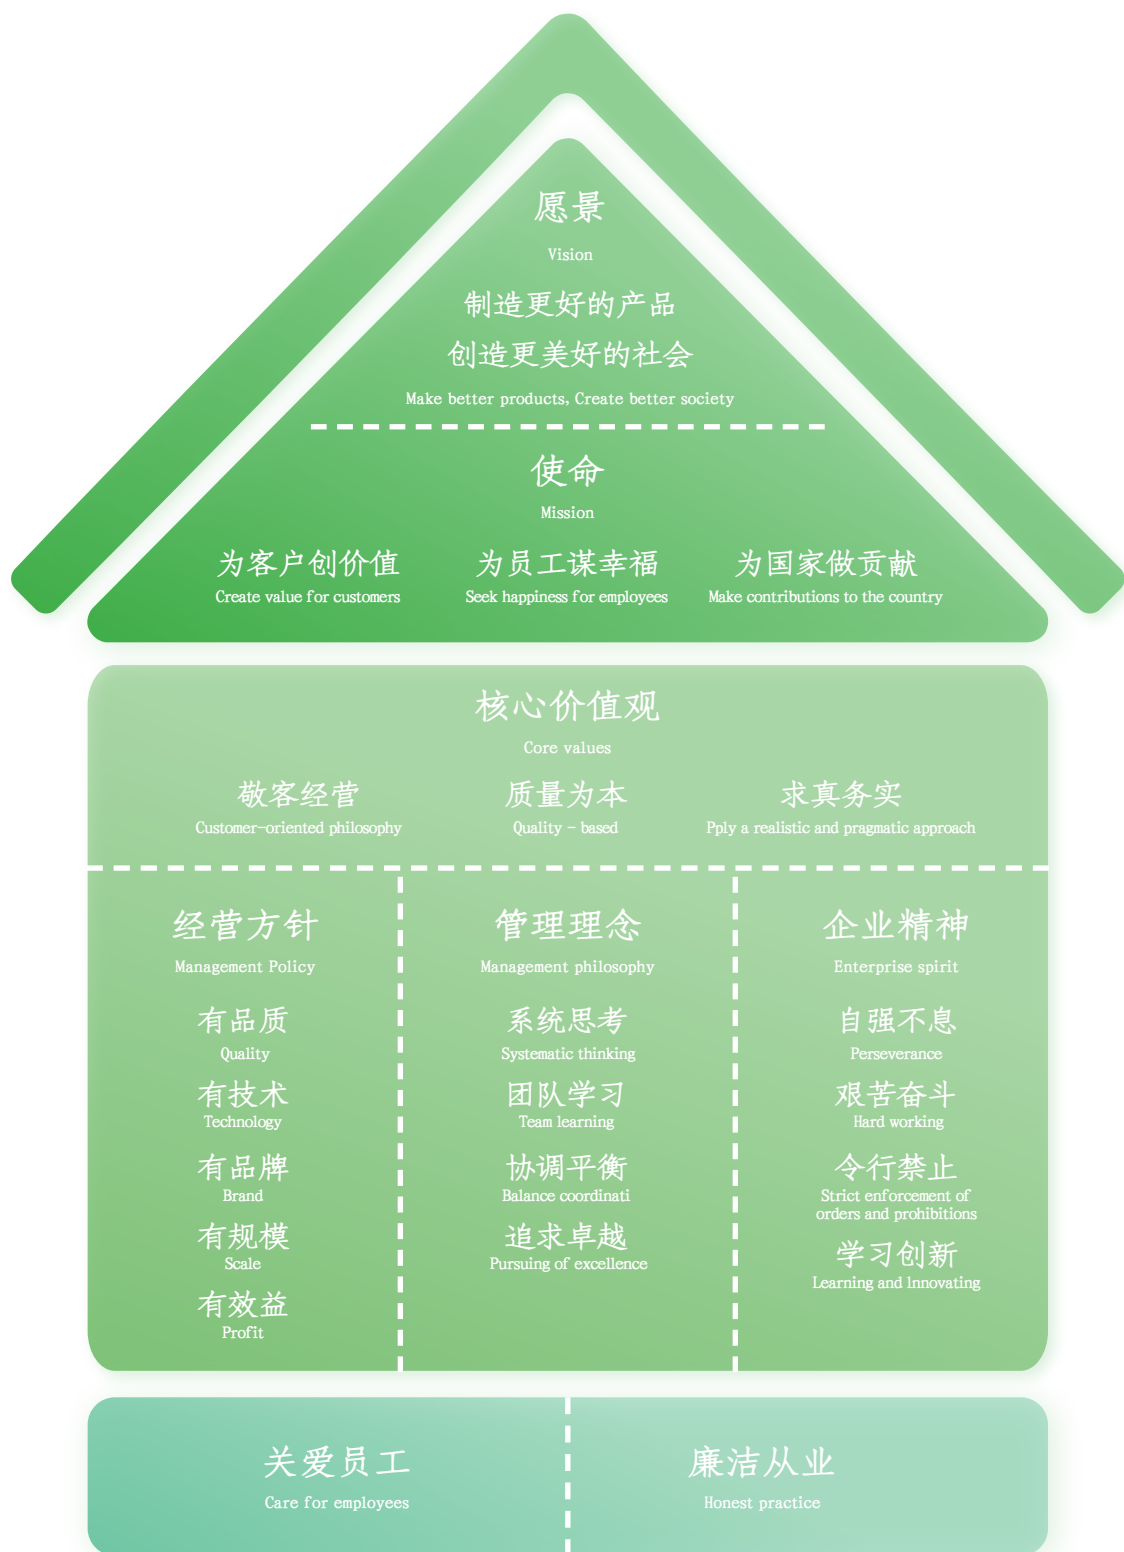 愿景
Vision
制造更好的产品
创造更美好的社会
Make better products, Create better society
使命
Mission
为客户创价值
Create value for customers
为员工谋幸福
Seek happiness for employees
为国家做贡献
Make contributions to the country
核心价值观
Core values
敬客经营
Customer-oriented philosophy
质量为本
Quality - based
求真务实
Pply a realistic and pragmatic approach
经营方针
Management Policy
有品质
Quality
有技术
Technology
有品牌
Brand
有规模
Scale
有效益
Profit
管理理念
Management philosophy
系统思考
Systematic thinking
团队学习
Team learning
协调平衡
Balance coordinati
追求卓越
Pursuing of excellence
企业精神
Enterprise spirit
自强不息
Perseverance
艰苦奋斗
Hard working
令行禁止
Strict enforcement of
orders and prohibitions
学习创新
Learning and lnnovating
关爱员工
Care for employees
廉洁从业
Honest practice